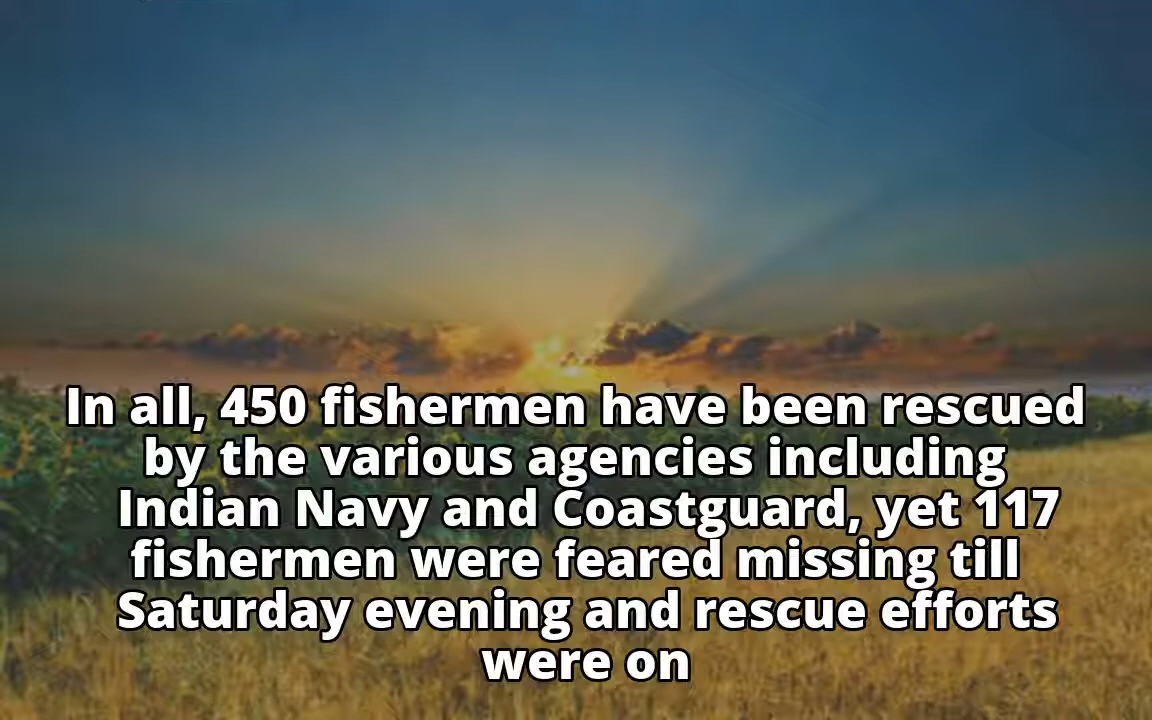 In all, 450 fishermen have been rescued
by the various agencies including
Indian Navy and Coastguard, yet 117
fishermen were feared missing till
Saturday evening and rescue efforts
were on